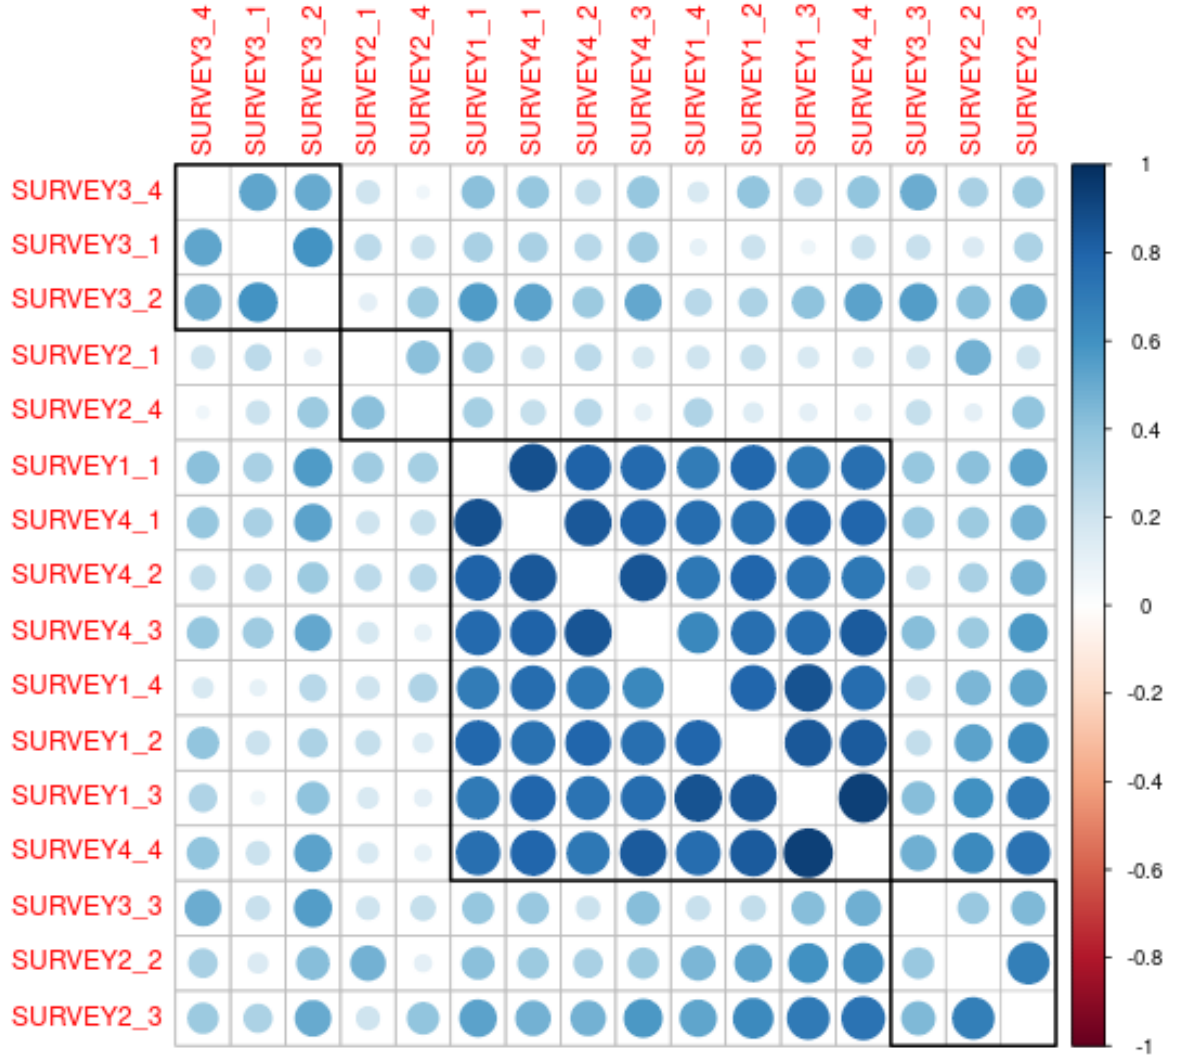 SURVEY3_4
SURVEY3_1
SURVEY3_2
SURVEY2_1
SURVEY2_4
SURVEY1_1
SURVEY4_1
SURVEY4_2
SURVEY4_3
SURVEY1_4
SURVEY1_2
SURVEY1_3
SURVEY4_4
SURVEY3_3
SURVEY2_2
SURVEY2_3
SURVEY3_4
SURVEY3_1
SURVEY3_2
SURVEY2_1
SURVEY2_4
SURVEY1_1
SURVEY4_1
SURVEY4_2
SURVEY4_3
SURVEY1_4
SURVEY1_2
SURVEY1_3
SURVEY4_4
SURVEY3_3
SURVEY2_2
SURVEY2_3
1
0.8
0.6
0.4
0.2
0
-0.2
-0.4
-0.6
-0.8
-1